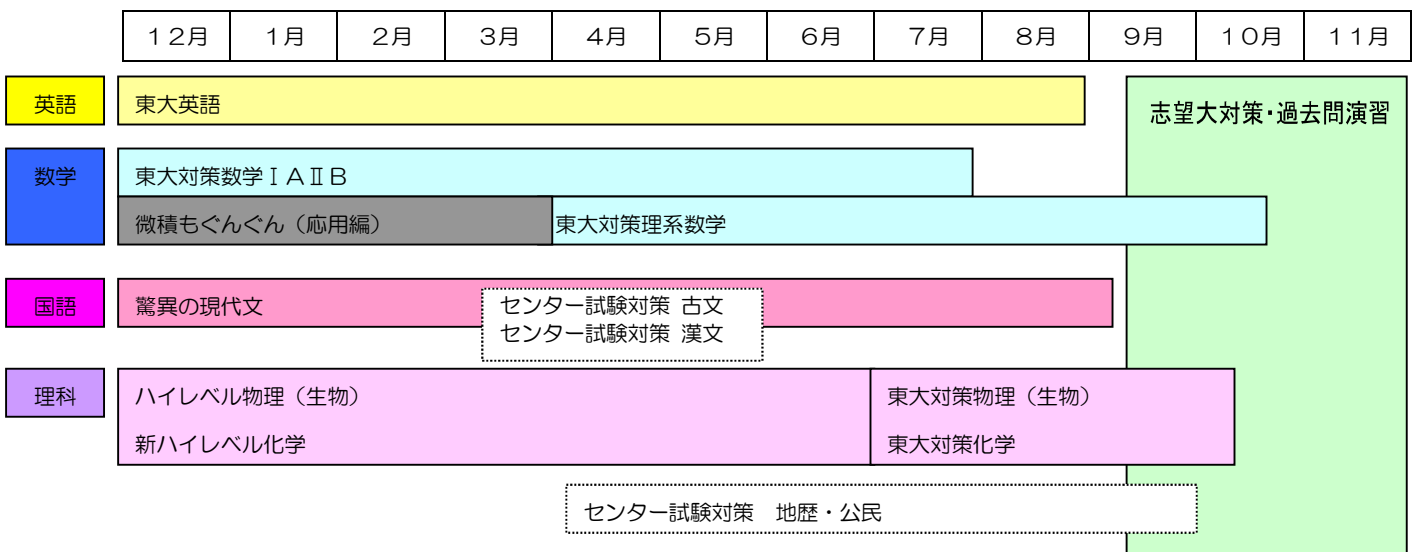 １２月 １月 ２月 ３月 ４月 ５月 ６月 ７月 ８月 ９月 １０月 １１月
英語 東大英語
志望大対策・過去問演習
数学 東大対策数学ⅠＡⅡＢ
微積もぐんぐん（応用編） 東大対策理系数学
国語 驚異の現代文
センター試験対策 古文
センター試験対策 漢文
理科 ハイレベル物理（生物） 東大対策物理（生物）
新ハイレベル化学 東大対策化学
センター試験対策　地歴・公民